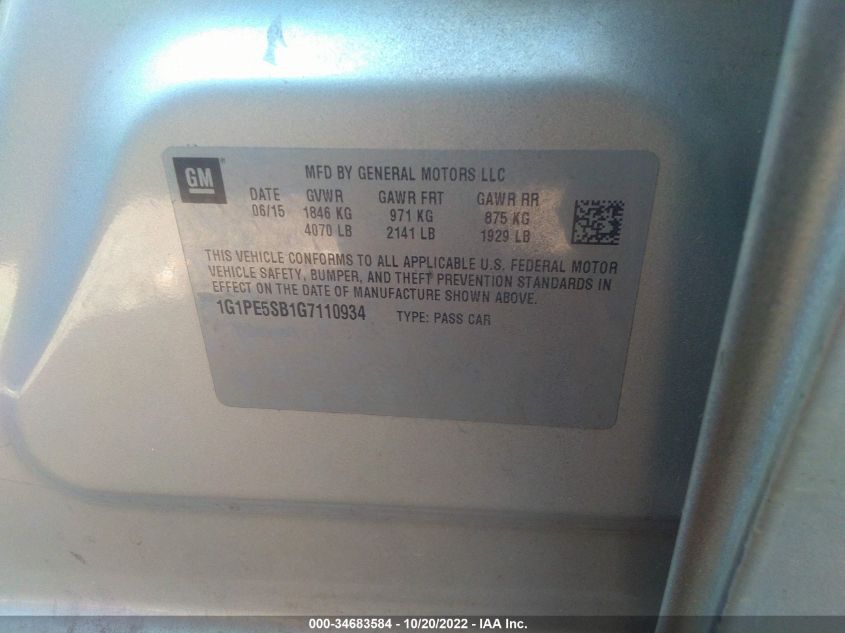 GM ® MFD BY GENERAL MOTORS LLC
DATE GVWR GAWR FRT GAWR RR
06/15 1846 KG 971 KG 875 KG
4070 LB 2141 LB 1929 LB
THIS VEHICLE CONFORMS TO ALL APPLICABLE U.S. FEDERAL MOTOR
VEHICLE SAFETY, BUMPER, AND THEFT PREVENTION STANDARDS IN
EFFECT ON THE DATE OF MANUFACTURE SHOWN ABOVE.
1G1PE5SB1G7110934 TYPE: PASS CAR
000-34683584 | 10/20/2022 - IAA Inc.